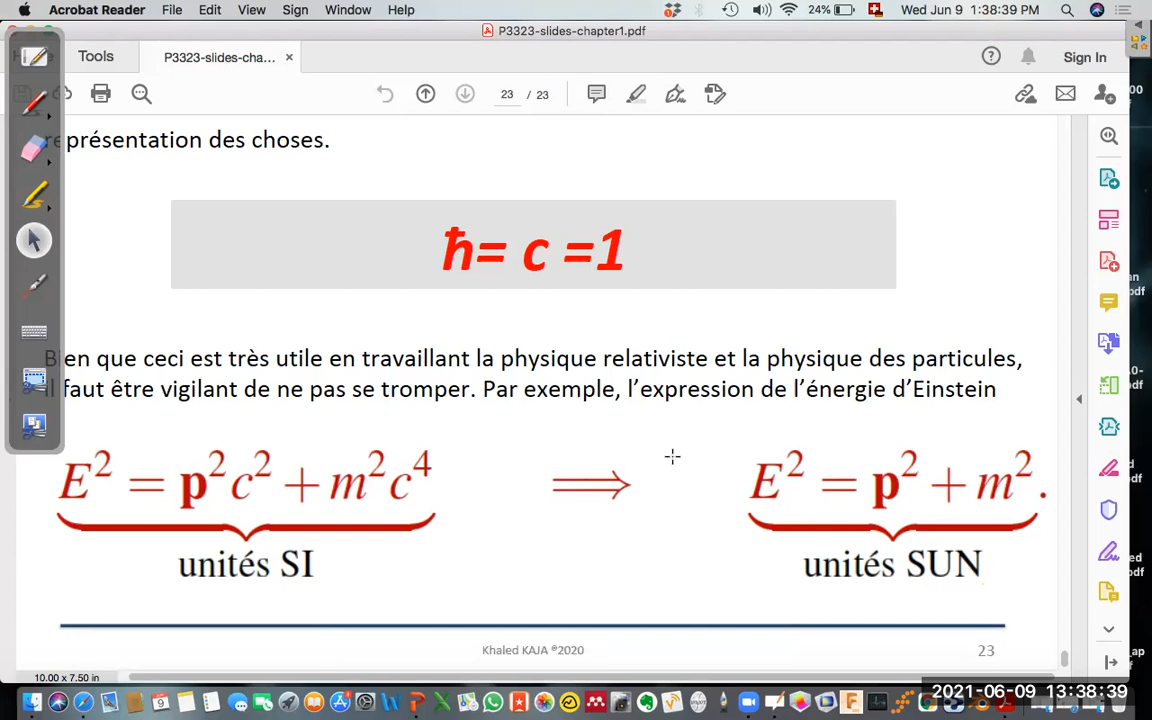 Acrobat Reader File Edit View Sign Window Help 24% Wed Jun 9 1:38:39 PM
P3323-slides-chapter1.pdf
Tools P3323-slides-cha... × Sign In
23 / 23
présentation des choses.
ħ= c =1
Bien que ceci est très utile en travaillant la physique relativiste et la physique des particules,
il faut être vigilant de ne pas se tromper. Par exemple, l’expression de l’énergie d’Einstein
E² = p²c² + m²c⁴ ⟹ E² = p² + m².
unités SI unités SUN
Khaled KAJA ©2020 23
10.00 x 7.50 in
2021-06-09 13:38:39